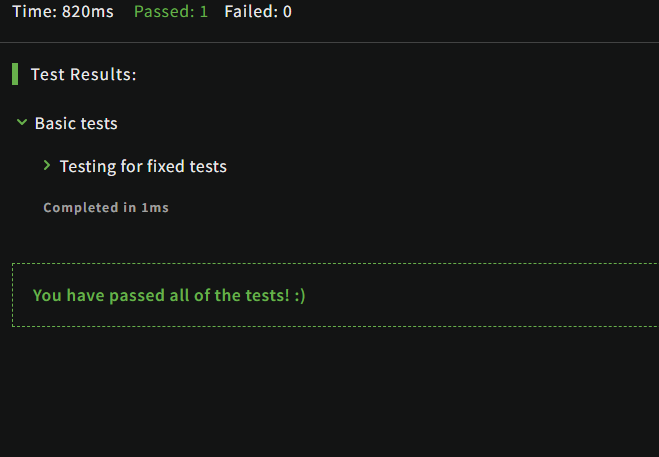 Time: 820ms Passed: 1 Failed: 0
Test Results:
Basic tests
Testing for fixed tests
Completed in 1ms
You have passed all of the tests! :)